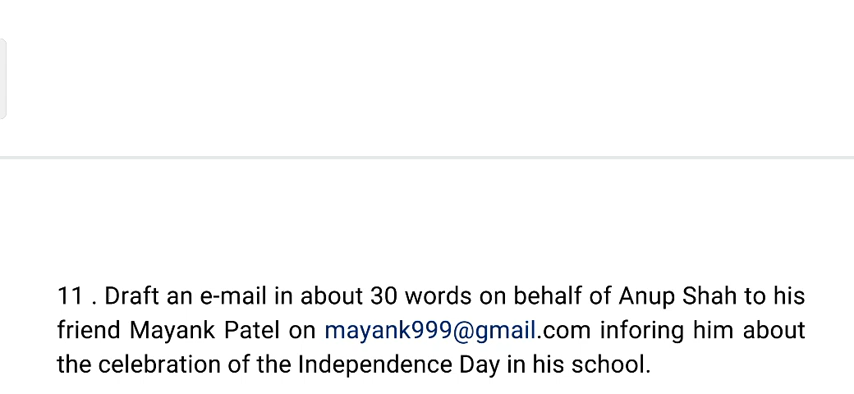 11 . Draft an e-mail in about 30 words on behalf of Anup Shah to his
friend Mayank Patel on mayank999@gmail.com inforing him about
the celebration of the Independence Day in his school.